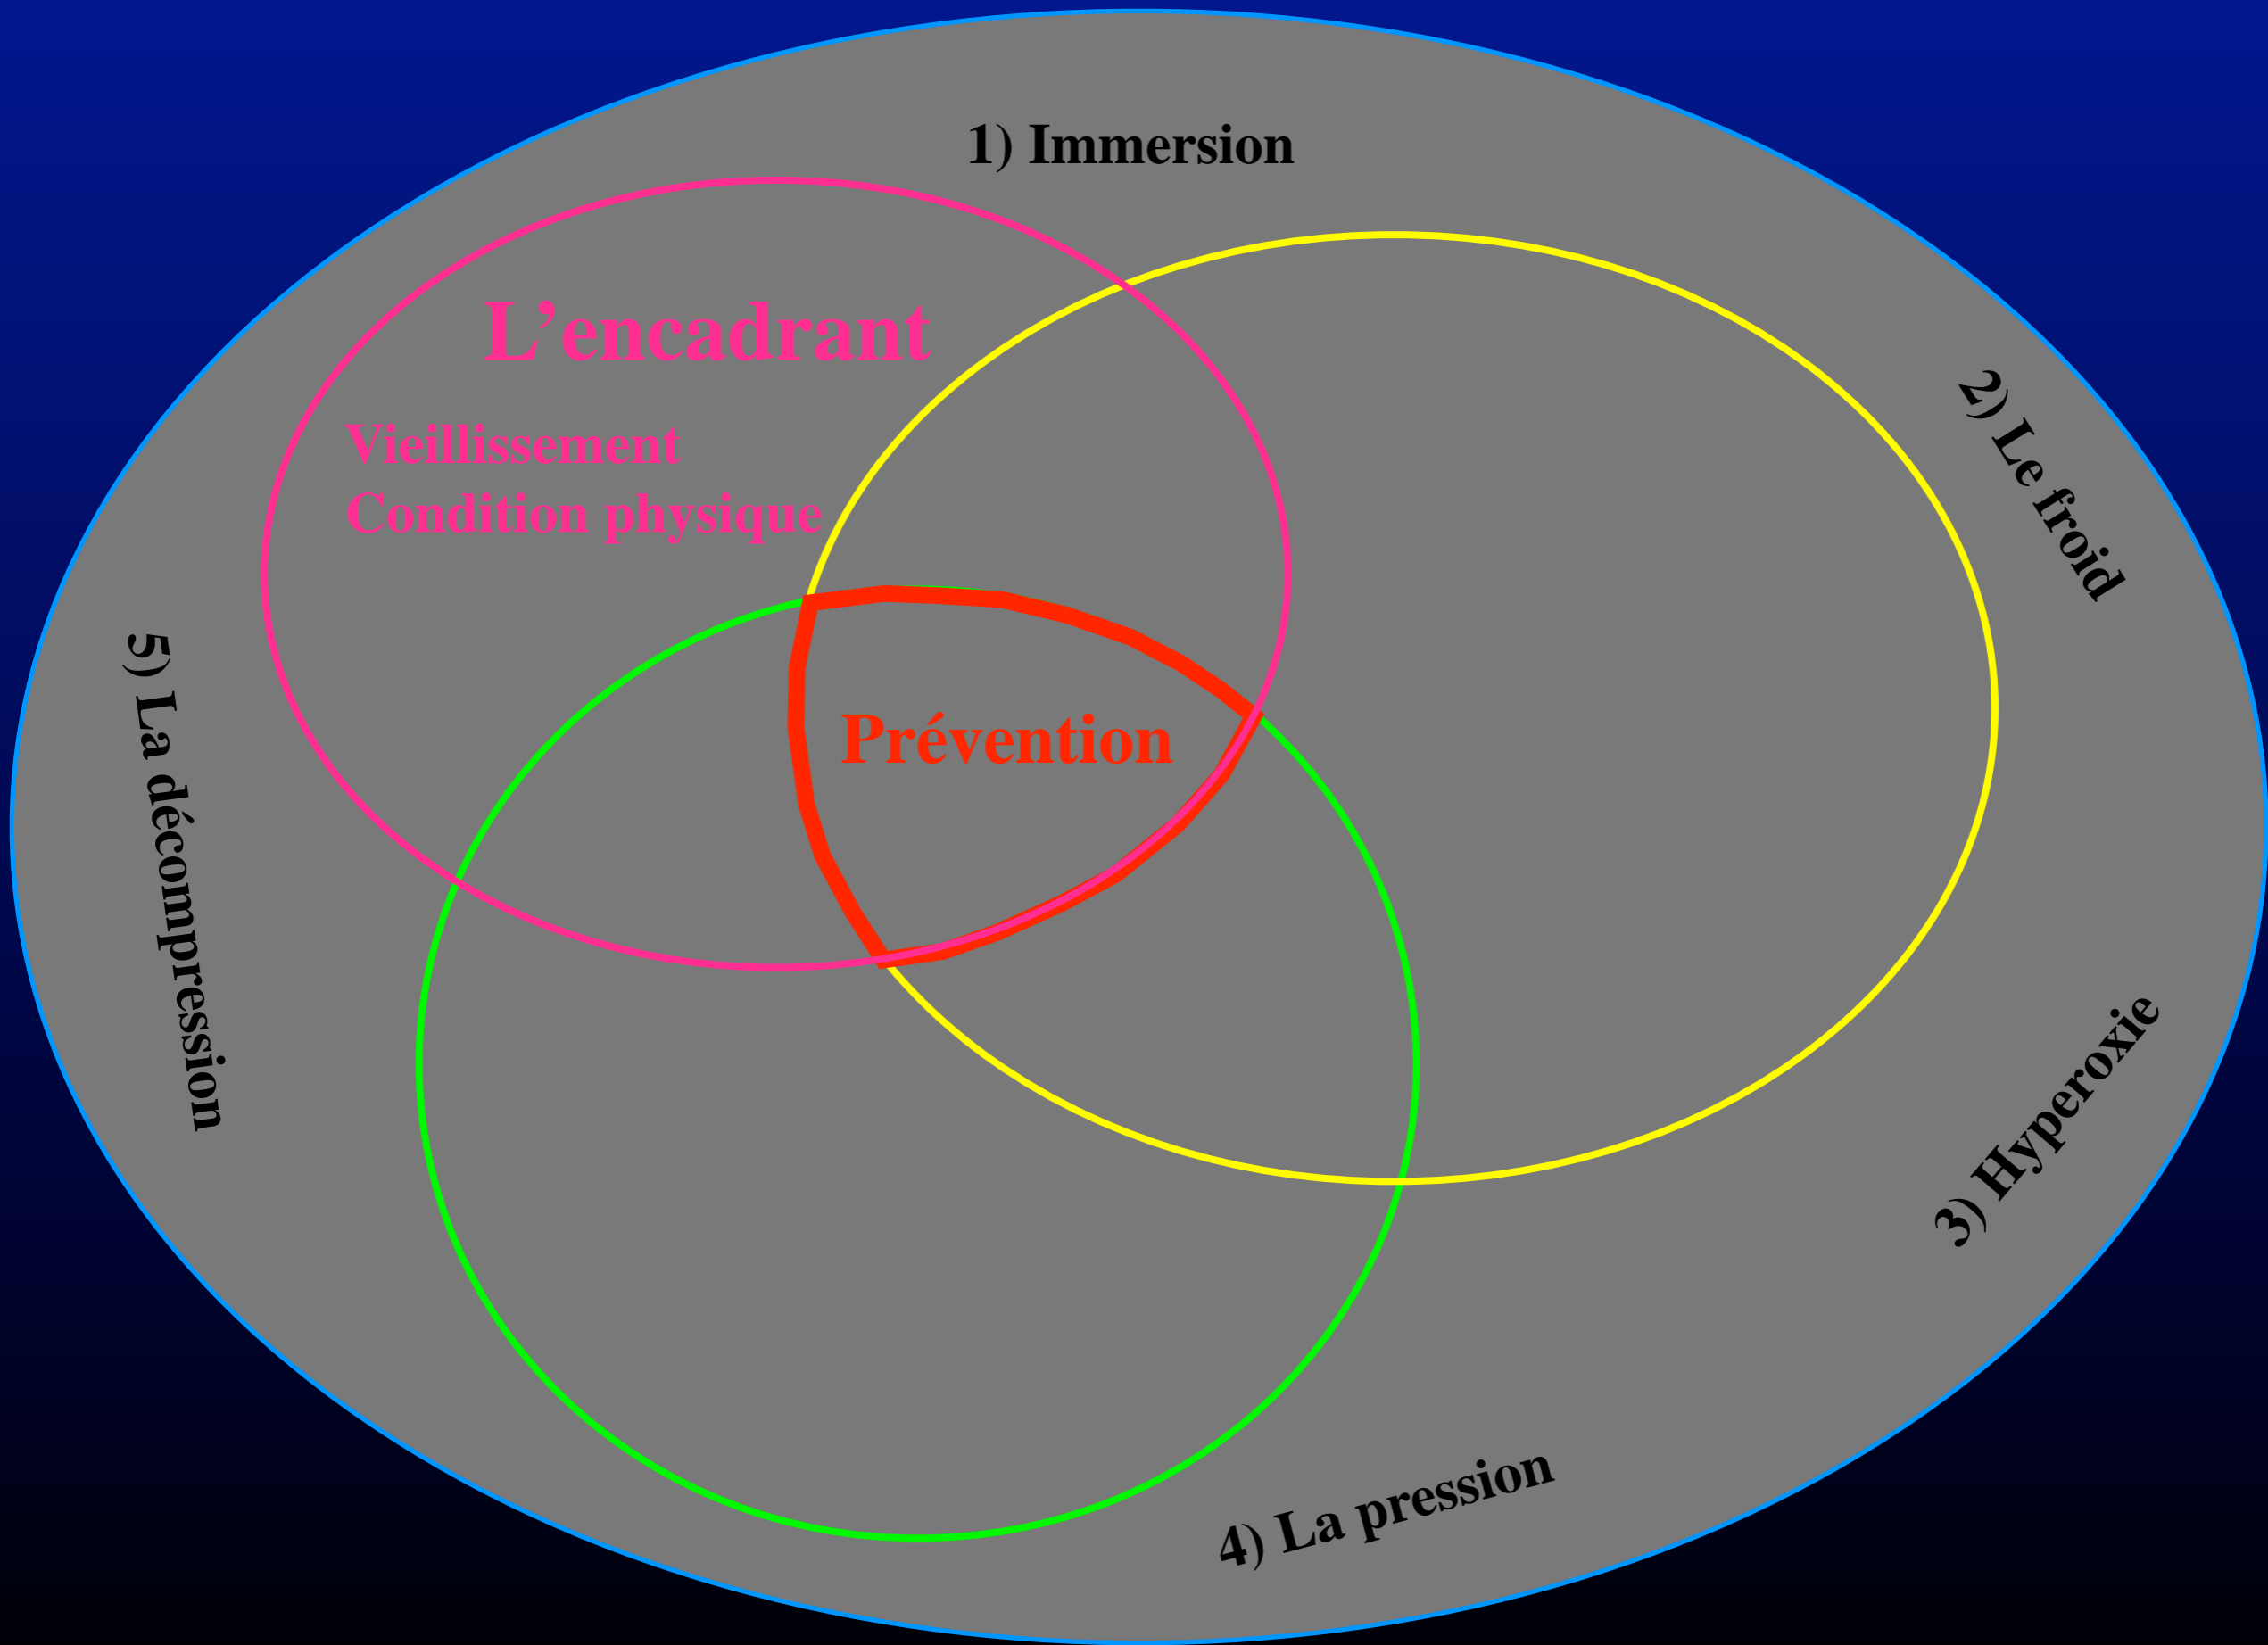 1) Immersion
L’encadrant
Vieillissement
Condition physique
2) Le froid
Prévention
5) La décompression
3) Hyperoxie
4) La pression